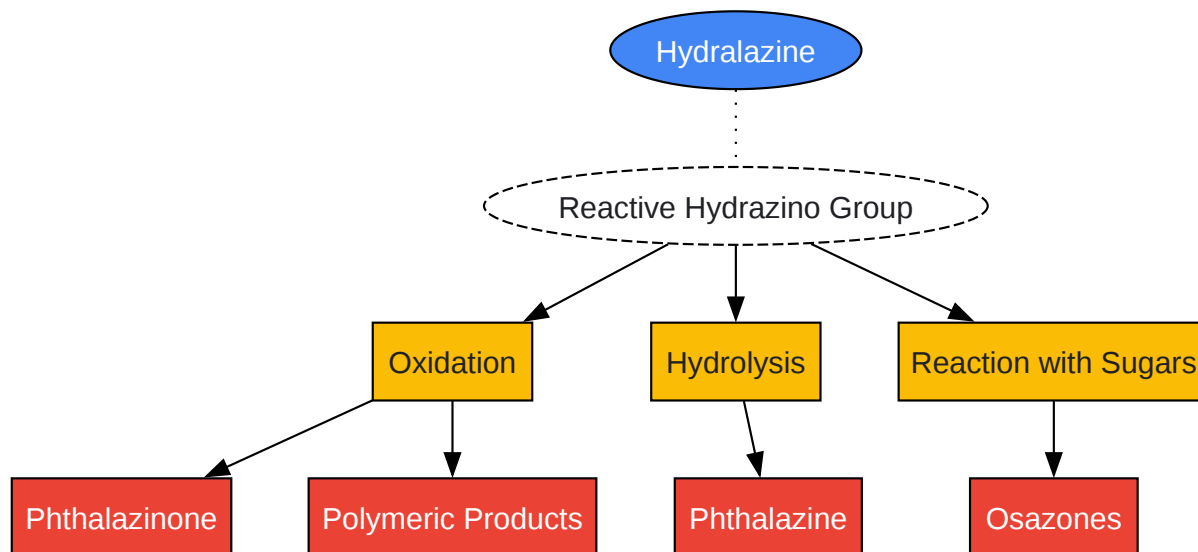 Hydralazine
Reactive Hydrazino Group
Oxidation
Hydrolysis
Reaction with Sugars
Phthalazinone
Polymeric Products
Phthalazine
Osazones